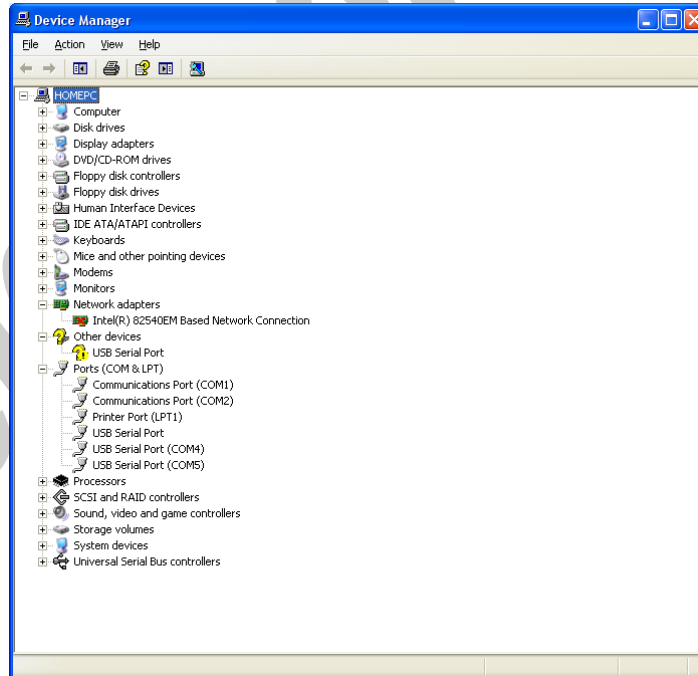 Device Manager
File Action View Help
HOMEPC
Computer
Disk drives
Display adapters
DVD/CD-ROM drives
Floppy disk controllers
Floppy disk drives
Human Interface Devices
IDE ATA/ATAPI controllers
Keyboards
Mice and other pointing devices
Modems
Monitors
Network adapters
Intel(R) 82540EM Based Network Connection
Other devices
USB Serial Port
Ports (COM & LPT)
Communications Port (COM1)
Communications Port (COM2)
Printer Port (LPT1)
USB Serial Port
USB Serial Port (COM4)
USB Serial Port (COM5)
Processors
SCSI and RAID controllers
Sound, video and game controllers
Storage volumes
System devices
Universal Serial Bus controllers